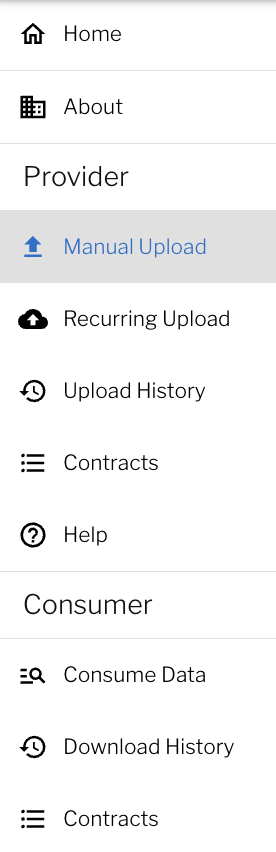 Home
About
Provider
Manual Upload
Recurring Upload
Upload History
Contracts
Help
Consumer
Consume Data
Download History
Contracts